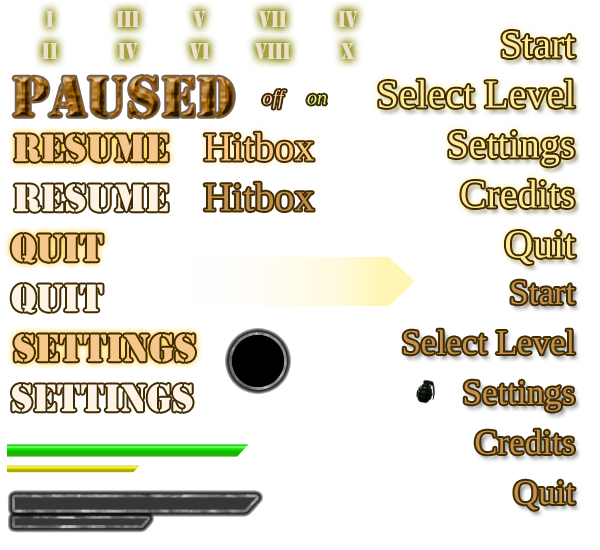 I III V VII IV
II IV VI VIII X
Start
PAUSED off on Select Level
RESUME Hitbox Settings
RESUME Hitbox Credits
QUIT Quit
QUIT Start
SETTINGS Select Level
SETTINGS Settings
Credits
Quit